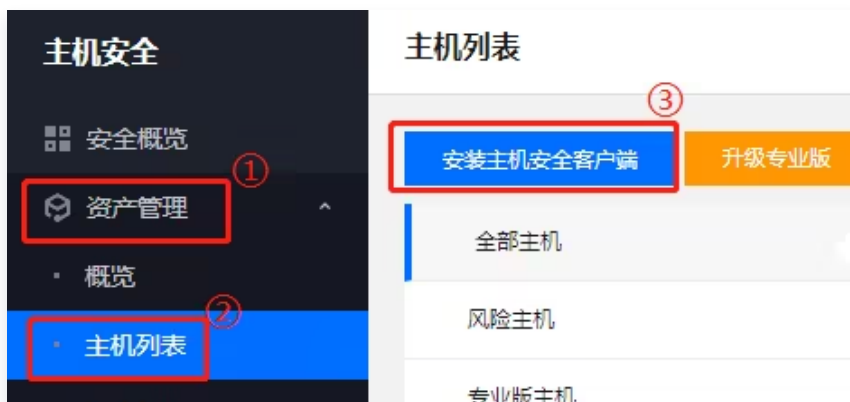 主机安全
安全概览
①
资产管理
概览
②
主机列表
主机列表
③
安装主机安全客户端
升级专业版
全部主机
风险主机
专业版主机